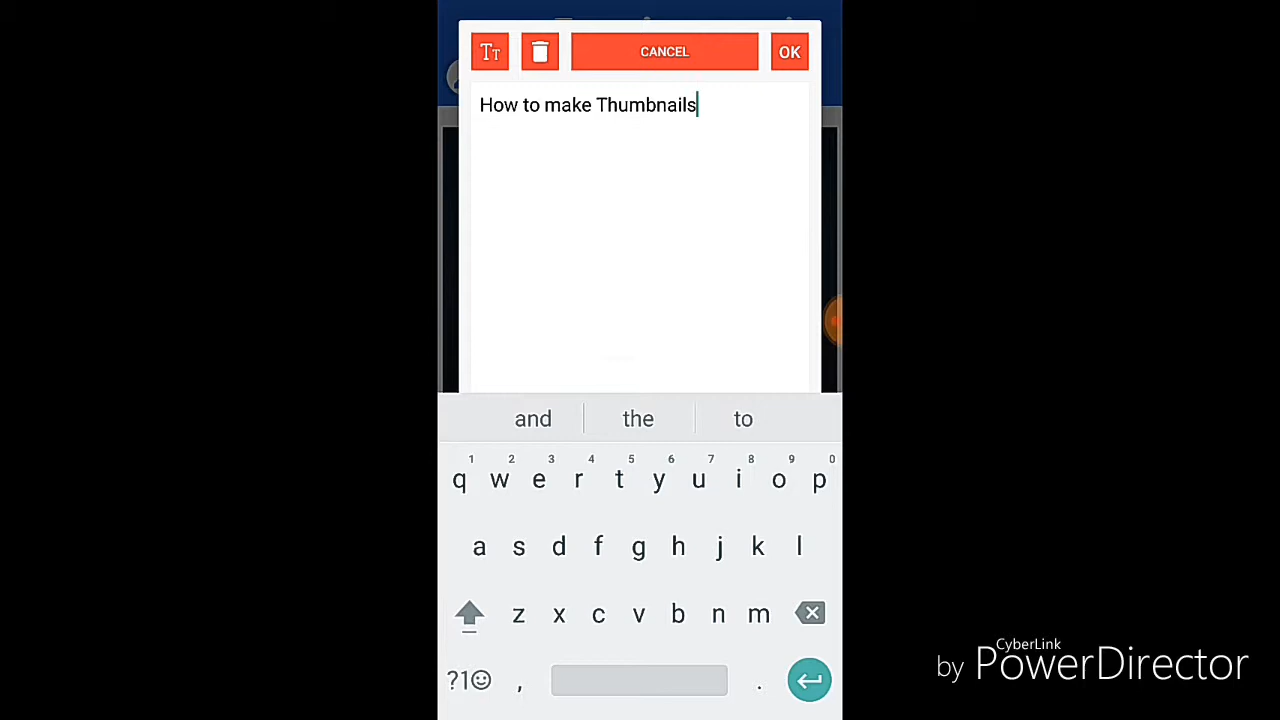 TT
CANCEL
OK
How to make Thumbnails
and the to
1 2 3 4 5 6 7 8 9 0
q w e r t y u i o p
a s d f g h j k l
z x c v b n m
?1☺ , .
CyberLink
by PowerDirector